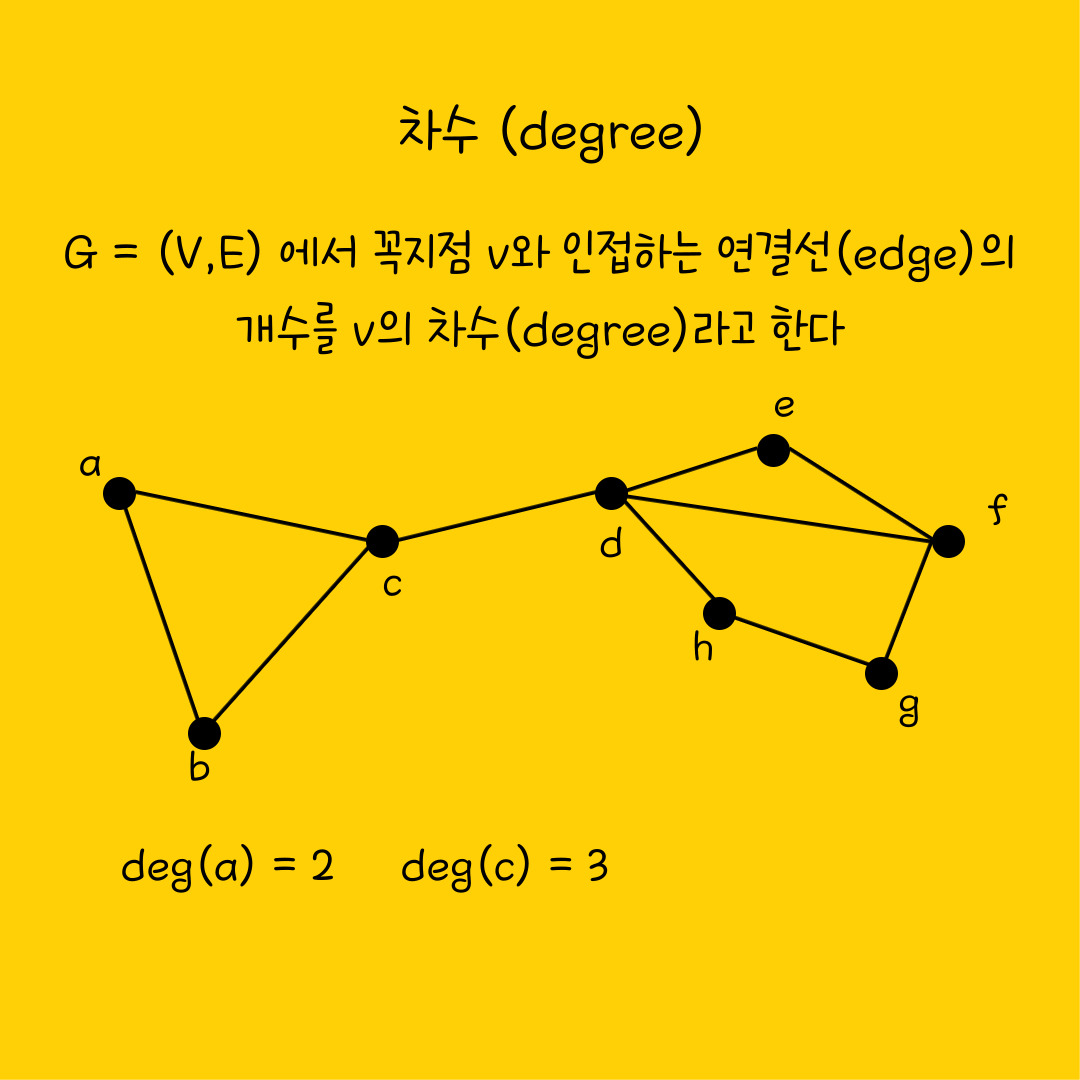 차수 (degree)
G = (V,E) 에서 꼭지점 v와 인접하는 연결선(edge)의
개수를 v의 차수(degree)라고 한다
e
a
f
d
c
h
g
b
deg(a) = 2 deg(c) = 3